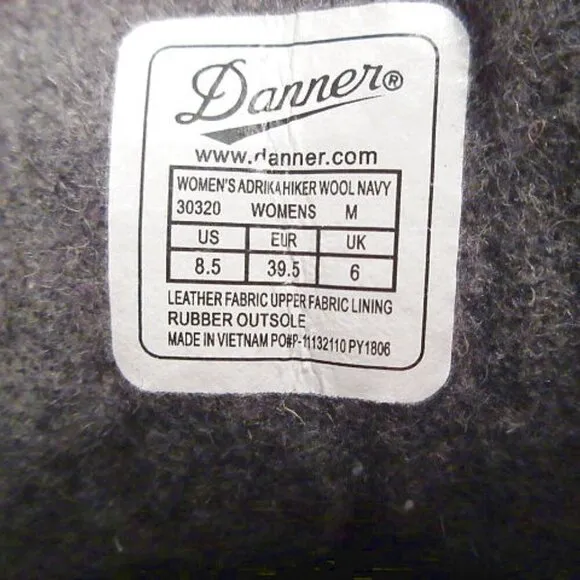 Danner®
www.danner.com
WOMEN'S ADRIKA HIKER WOOL NAVY
30320 WOMENS M
US EUR UK
8.5 39.5 6
LEATHER FABRIC UPPER FABRIC LINING
RUBBER OUTSOLE
MADE IN VIETNAM PO#P-11132110 PY1806